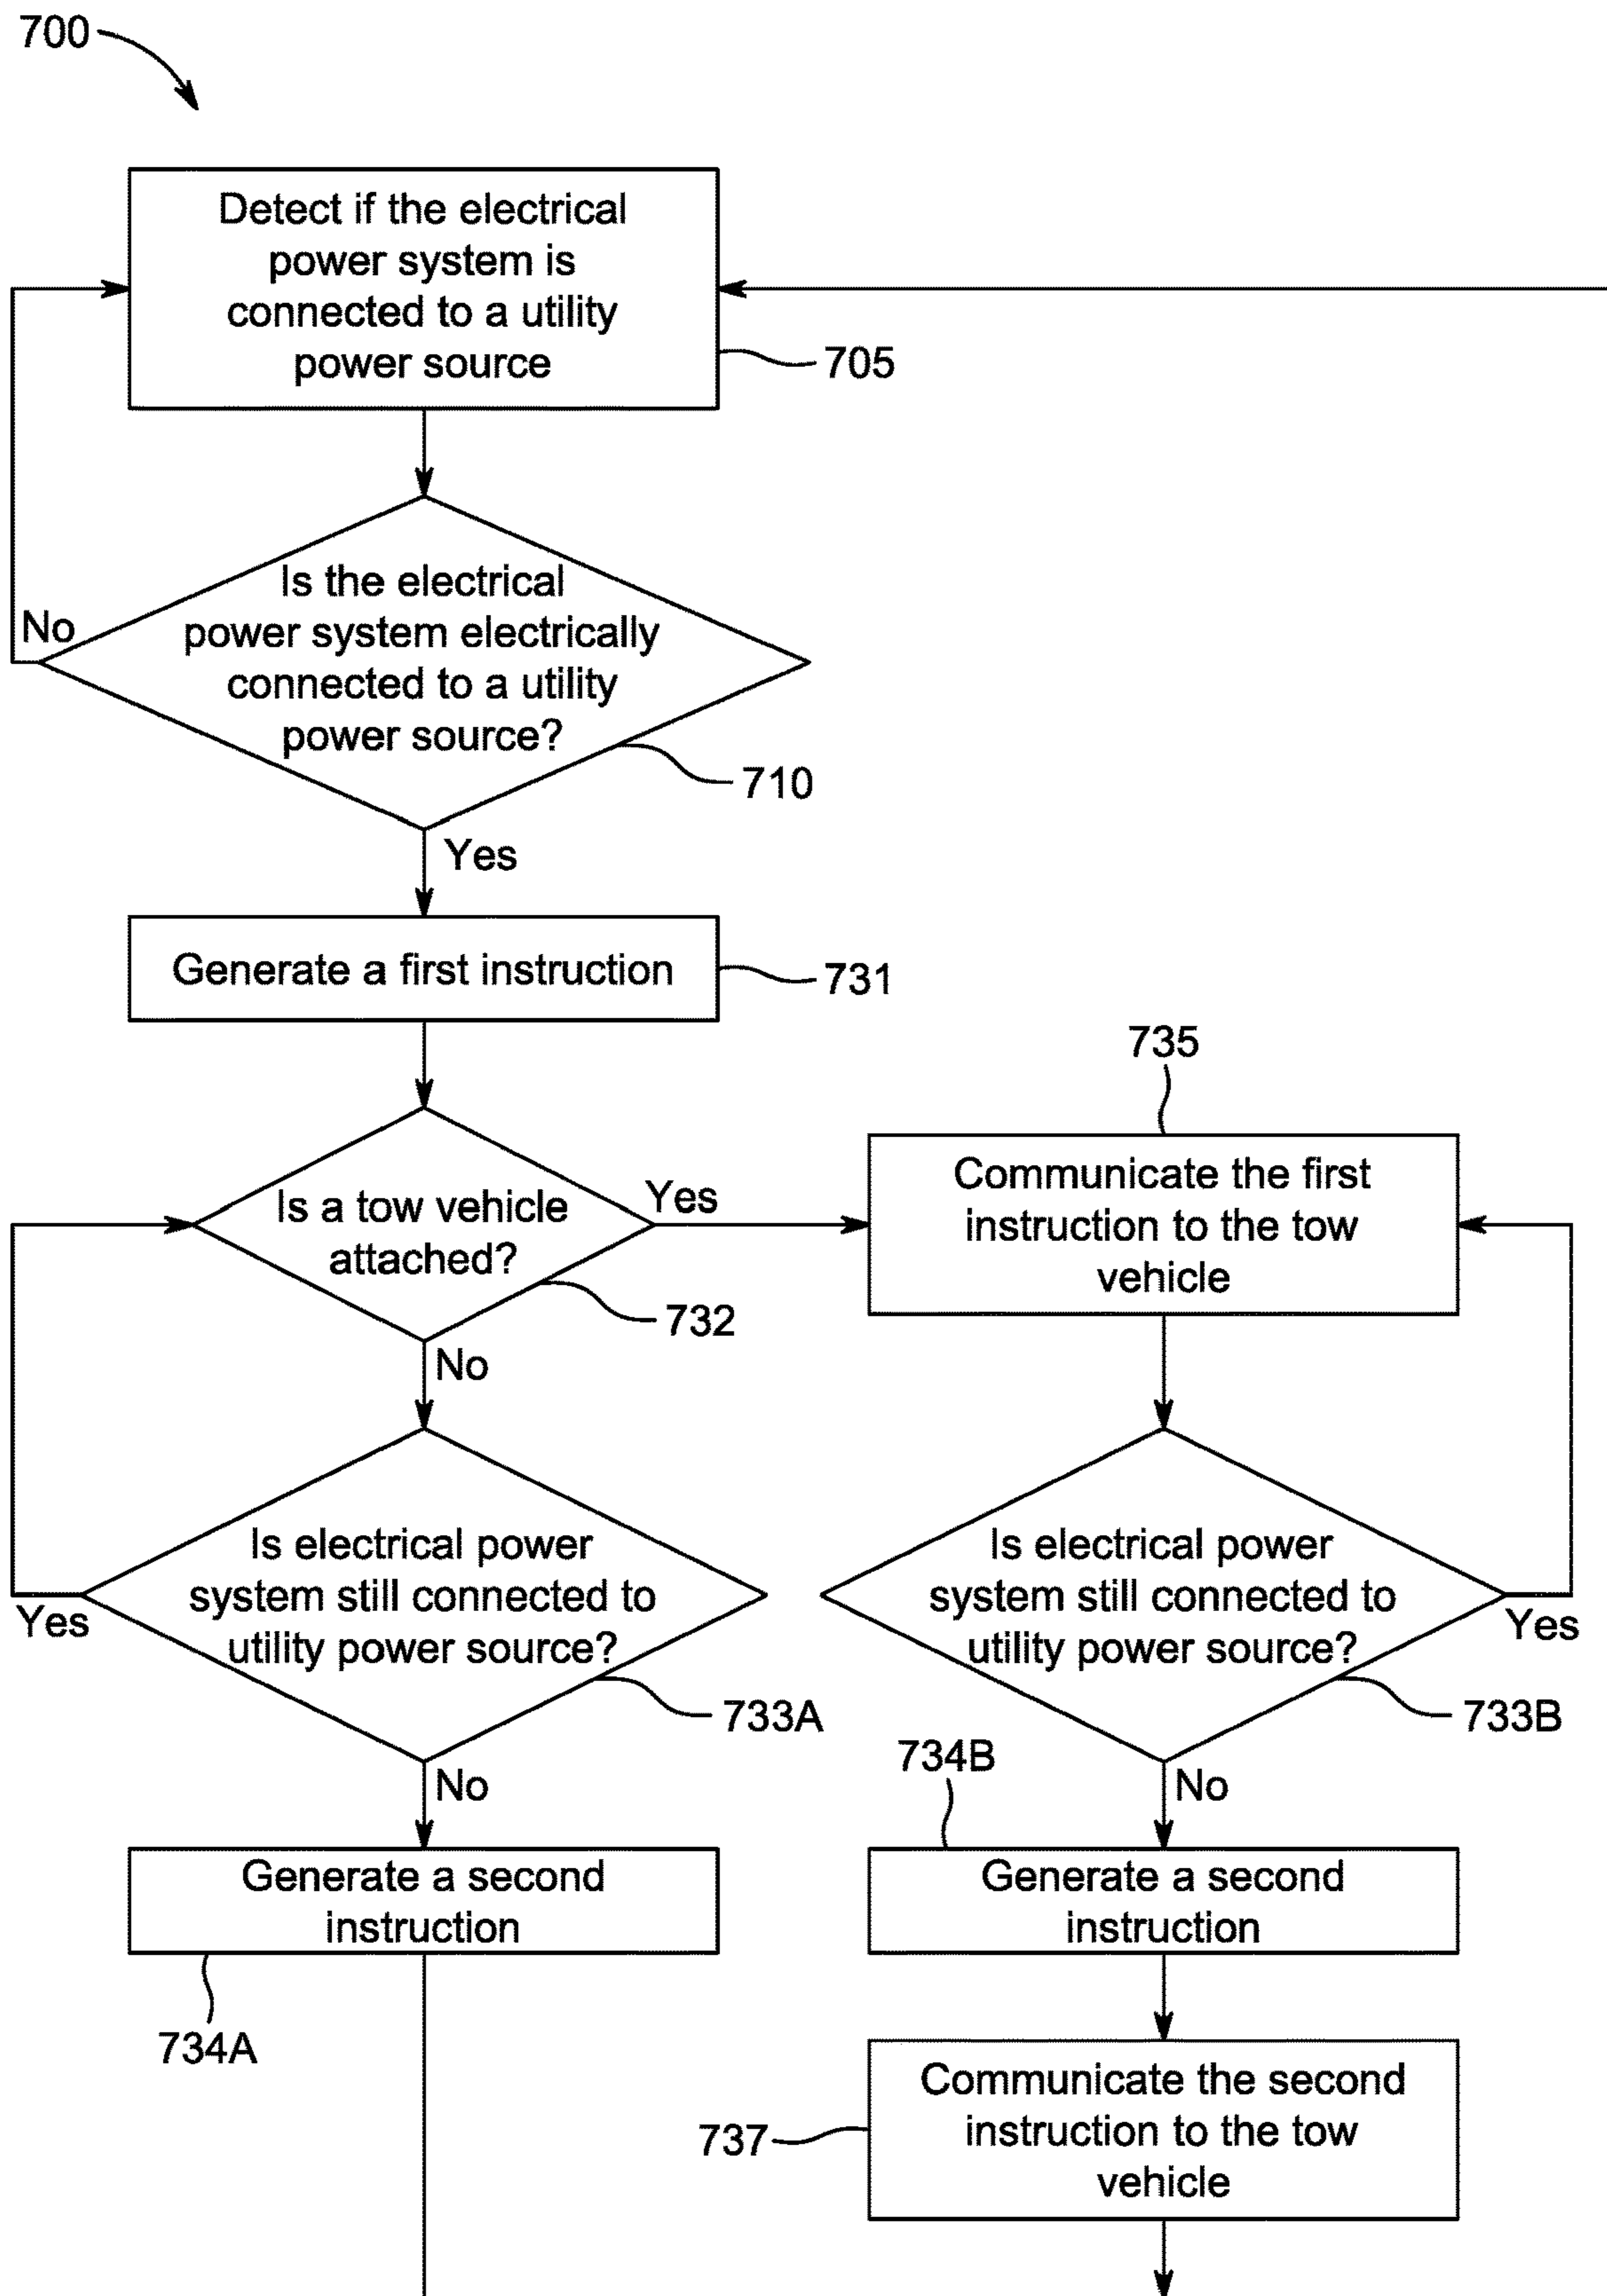 700
Detect if the electrical
power system is
connected to a utility
power source
705
Is the electrical
power system electrically
connected to a utility
power source?
No
710
Yes
Generate a first instruction
731
735
Is a tow vehicle
attached?
Yes
732
No
Communicate the first
instruction to the tow
vehicle
Is electrical power
system still connected to
utility power source?
Yes
733A
No
Is electrical power
system still connected to
utility power source?
Yes
733B
No
734B
Generate a second
instruction
734A
Generate a second
instruction
Communicate the second
instruction to the tow
vehicle
737